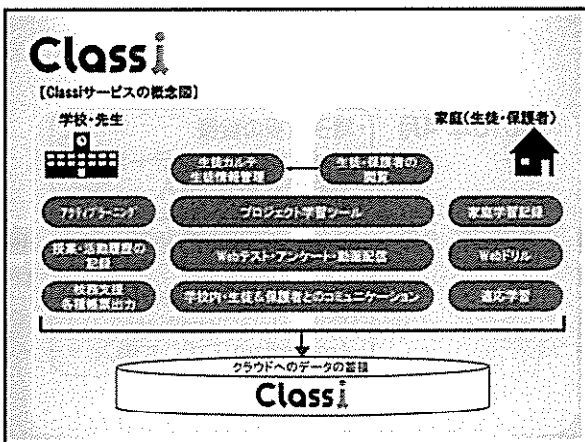 Classi
[Classiサービスの概念図]
学校・先生
家庭(生徒・保護者)
生徒カルテ
生徒情報管理
生徒・保護者の
閲覧
アクティブラーニング
プロジェクト学習ツール
家庭学習記録
授業・活動履歴の
記録
Webテスト・アンケート・動画配信
Webドリル
校務支援
各種帳票出力
学校内・生徒&保護者とのコミュニケーション
適応学習
クラウドへのデータの蓄積
Classi